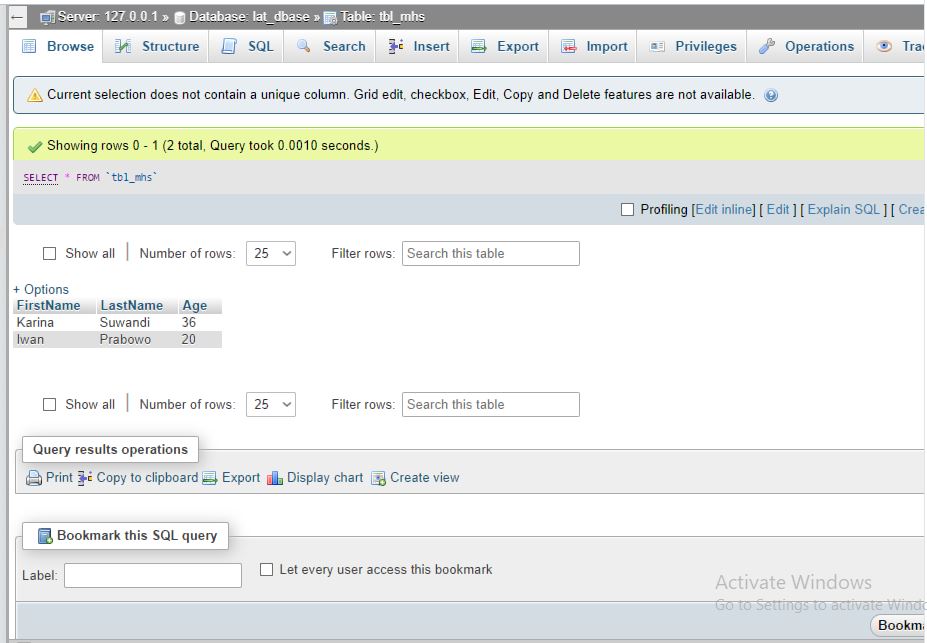 Server: 127.0.0.1 » Database: lat_dbase » Table: tbl_mhs
Browse Structure SQL Search Insert Export Import Privileges Operations Tra
Current selection does not contain a unique column. Grid edit, checkbox, Edit, Copy and Delete features are not available.
Showing rows 0 - 1 (2 total, Query took 0.0010 seconds.)
SELECT * FROM `tbl_mhs`
Profiling [Edit inline] [ Edit ] [ Explain SQL ] [ Crea
Show all | Number of rows: 25 Filter rows: Search this table
+ Options
FirstName LastName Age
Karina Suwandi 36
Iwan Prabowo 20
Show all | Number of rows: 25 Filter rows: Search this table
Query results operations
Print Copy to clipboard Export Display chart Create view
Bookmark this SQL query
Label: Let every user access this bookmark
Activate Windows
Go to Settings to activate Windo
Bookma